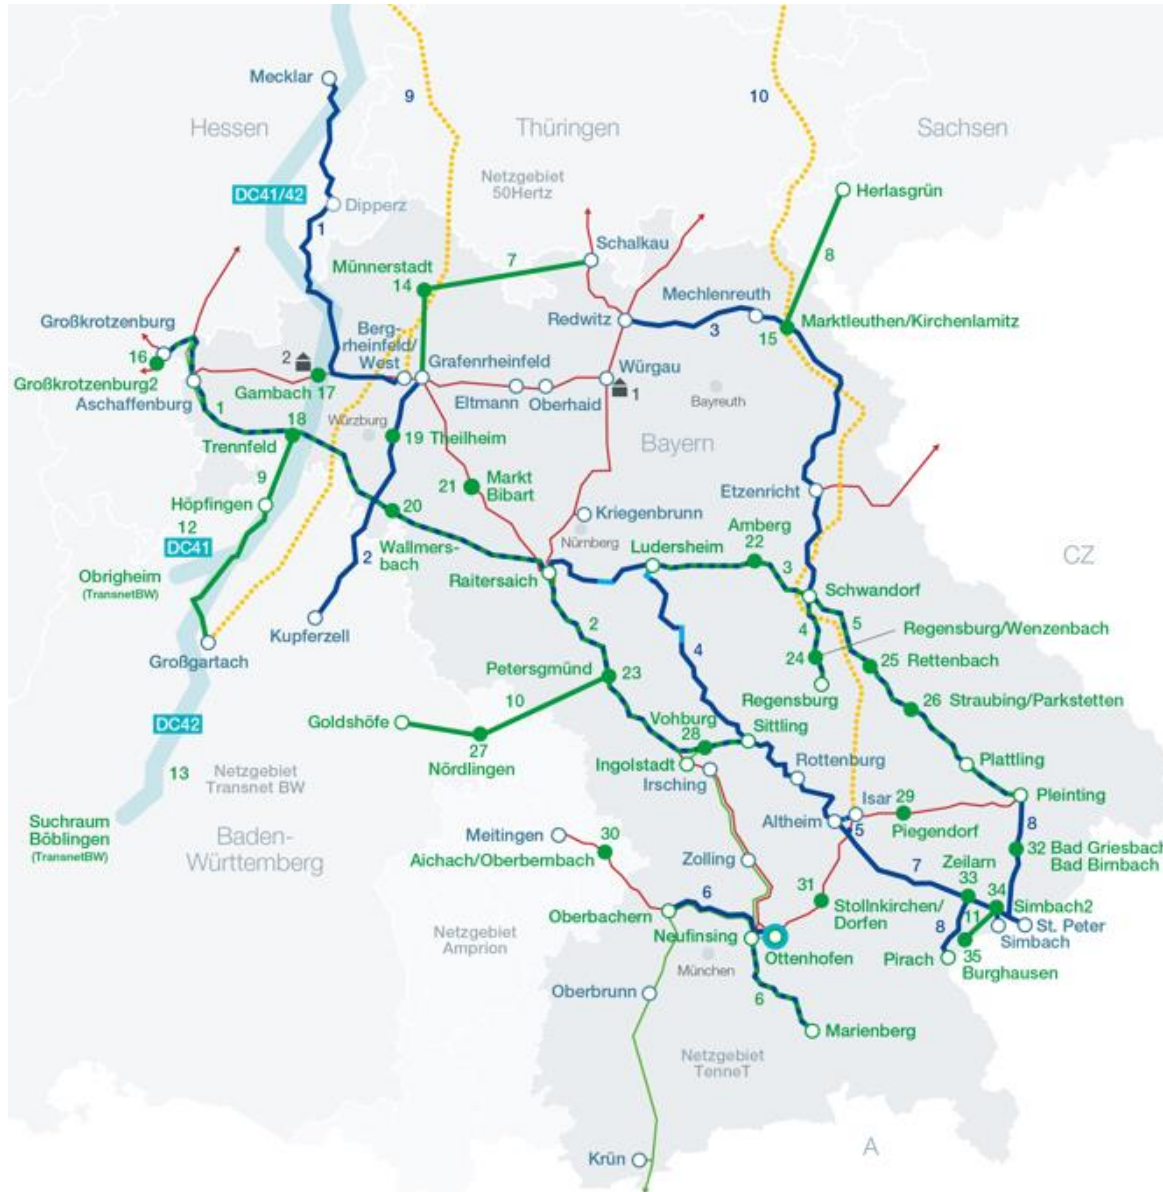 Mecklar
9
10
Hessen
Thüringen
Sachsen
Netzgebiet
50Hertz
DC41/42
Dipperz
1
Herlasgrün
Schalkau
7
8
Münnerstadt
14
Mechlenreuth
Großkrotzenburg
Berg-
rheinfeld/
West
Redwitz
3
Marktleuthen/Kirchenlamitz
15
16
2
Grafenrheinfeld
Würgau
Großkrotzenburg2
Gambach 17
Eltmann
Oberhaid
1
Aschaffenburg
1
Bayreuth
18
Würzburg
Trennfeld
19 Theilheim
Bayern
9
21
Markt
Bibart
Etzenricht
Höpfingen
20
Kriegenbrunn
12
Amberg
22
DC41
Wallmers-
bach
Nürnberg
Ludersheim
CZ
Obrigheim
(TransnetBW)
2
Raitersaich
3
Schwandorf
Kupferzell
2
4
5
Regensburg/Wenzenbach
Großgartach
4
24
25 Rettenbach
Petersgmünd
23
Regensburg
26 Straubing/Parkstetten
DC42
Goldshöfe
10
Vohburg
28
Sittling
27
Nördlingen
Ingolstadt
Rottenburg
Plattling
13
Netzgebiet
Transnet BW
Irsching
Isar 29
Pleinting
Suchraum
Böblingen
(TransnetBW)
Baden-
Württemberg
Meitingen
30
Altheim
5
Piegendorf
8
Aichach/Oberbernbach
Zolling
7
Zeilarn
33
32 Bad Griesbach
Bad Birnbach
6
31
34
Oberbachern
Stollnkirchen/
Dorfen
11
Simbach2
Netzgebiet
Amprion
Neufinsing
8
St. Peter
Simbach
Ottenhofen
Pirach
35
Burghausen
München
Oberbrunn
6
Marienberg
Netzgebiet
TenneT
A
Krün